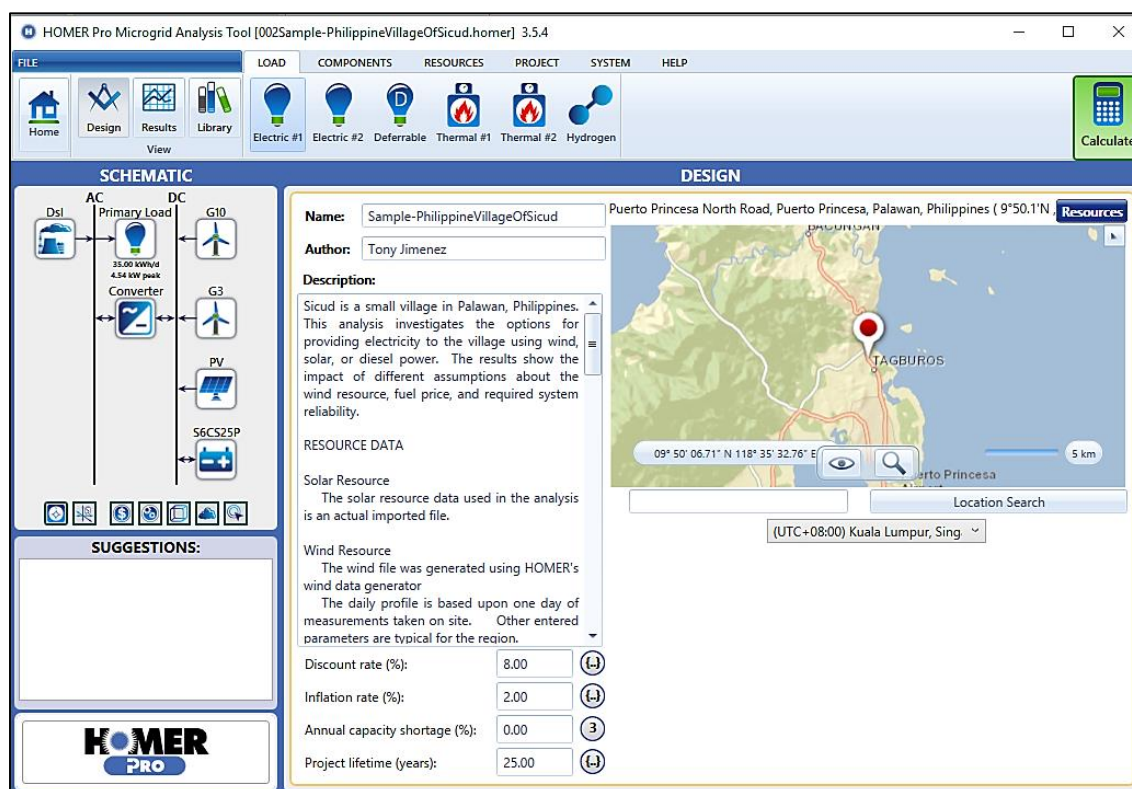 HOMER Pro Microgrid Analysis Tool [002Sample-PhilippineVillageOfSicud.homer] 3.5.4
FILE LOAD COMPONENTS RESOURCES PROJECT SYSTEM HELP
Home Design Results Library Electric #1 Electric #2 Deferrable Thermal #1 Thermal #2 Hydrogen Calculate
View
SCHEMATIC
AC DC
Dsl Primary Load G10
35.00 kWh/d
4.54 kW peak
Converter G3
PV
S6CS25P
SUGGESTIONS:
HOMER
PRO
DESIGN
Name: Sample-PhilippineVillageOfSicud
Author: Tony Jimenez
Description:
Sicud is a small village in Palawan, Philippines.
This analysis investigates the options for
providing electricity to the village using wind,
solar, or diesel power. The results show the
impact of different assumptions about the
wind resource, fuel price, and required system
reliability.
RESOURCE DATA
Solar Resource
The solar resource data used in the analysis
is an actual imported file.
Wind Resource
The wind file was generated using HOMER's
wind data generator
The daily profile is based upon one day of
measurements taken on site. Other entered
parameters are typical for the region.
Discount rate (%): 8.00 {..}
Inflation rate (%): 2.00 {..}
Annual capacity shortage (%): 0.00 3
Project lifetime (years): 25.00 {..}
Puerto Princesa North Road, Puerto Princesa, Palawan, Philippines ( 9°50.1'N , Resources
BACUNGAN
TAGBUROS
09° 50' 06.71" N 118° 35' 32.76" E
5 km
Princesa
Location Search
(UTC+08:00) Kuala Lumpur, Sing